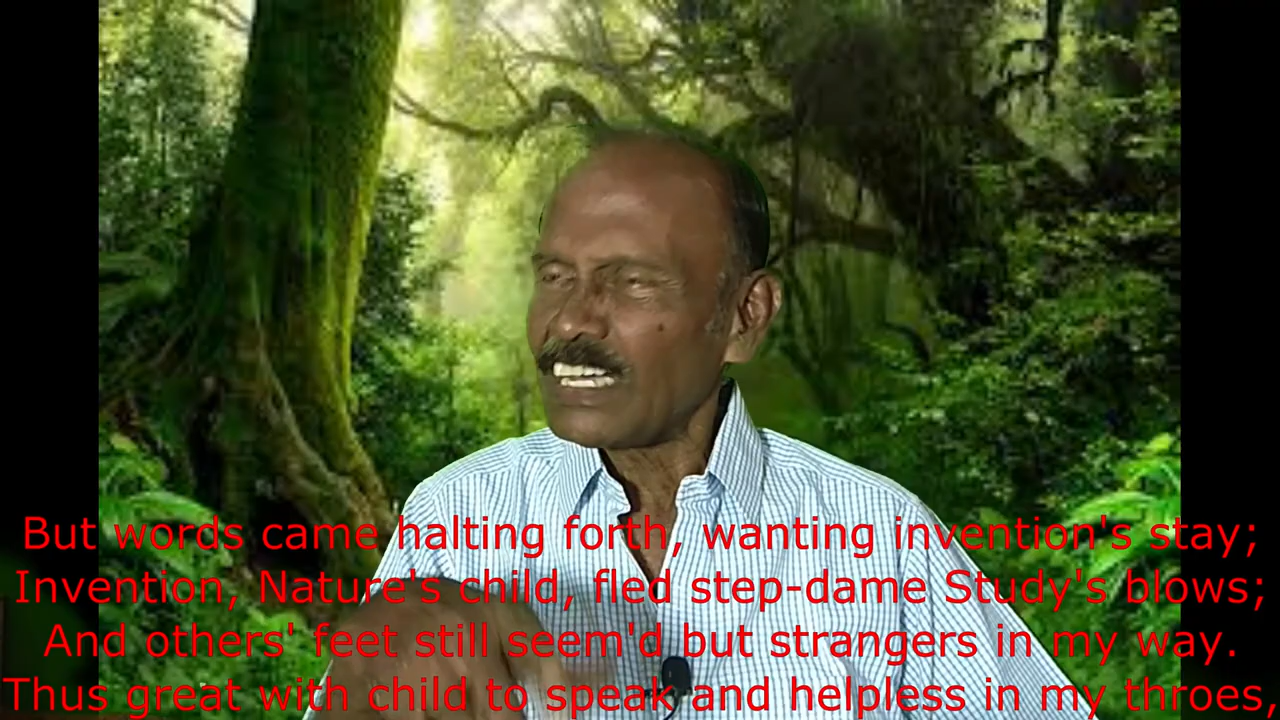 But words came halting forth, wanting invention's stay;
Invention, Nature's child, fled step-dame Study's blows;
And others' feet still seem'd but strangers in my way.
Thus great with child to speak and helpless in my throes,